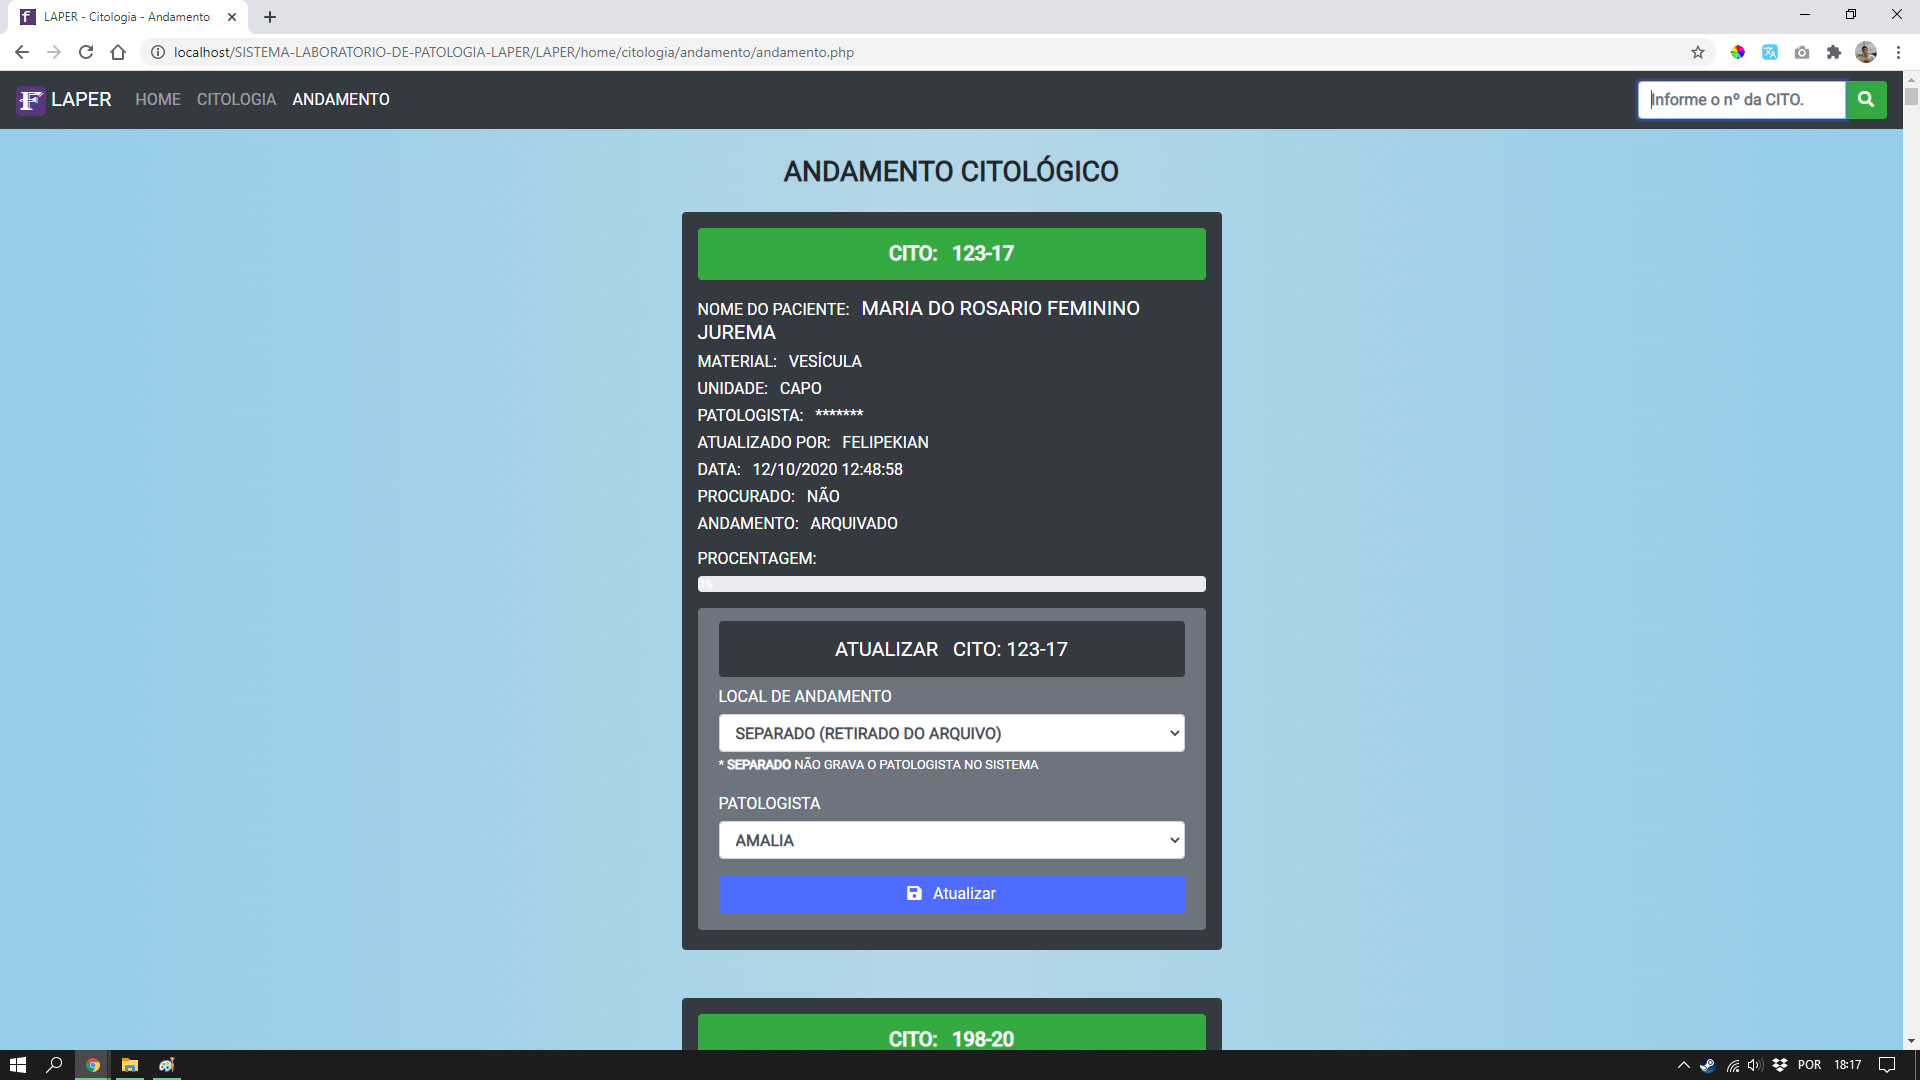 LAPER - Citologia - Andamento
localhost/SISTEMA-LABORATORIO-DE-PATOLOGIA-LAPER/LAPER/home/citologia/andamento/andamento.php
LAPER HOME CITOLOGIA ANDAMENTO
Informe o nº da CITO.
ANDAMENTO CITOLÓGICO
CITO: 123-17
NOME DO PACIENTE: MARIA DO ROSARIO FEMININO
JUREMA
MATERIAL: VESÍCULA
UNIDADE: CAPO
PATOLOGISTA: *******
ATUALIZADO POR: FELIPEKIAN
DATA: 12/10/2020 12:48:58
PROCURADO: NÃO
ANDAMENTO: ARQUIVADO
PROCENTAGEM:
0%
ATUALIZAR CITO: 123-17
LOCAL DE ANDAMENTO
SEPARADO (RETIRADO DO ARQUIVO)
* SEPARADO NÃO GRAVA O PATOLOGISTA NO SISTEMA
PATOLOGISTA
AMALIA
Atualizar
CITO: 198-20
POR 18:17